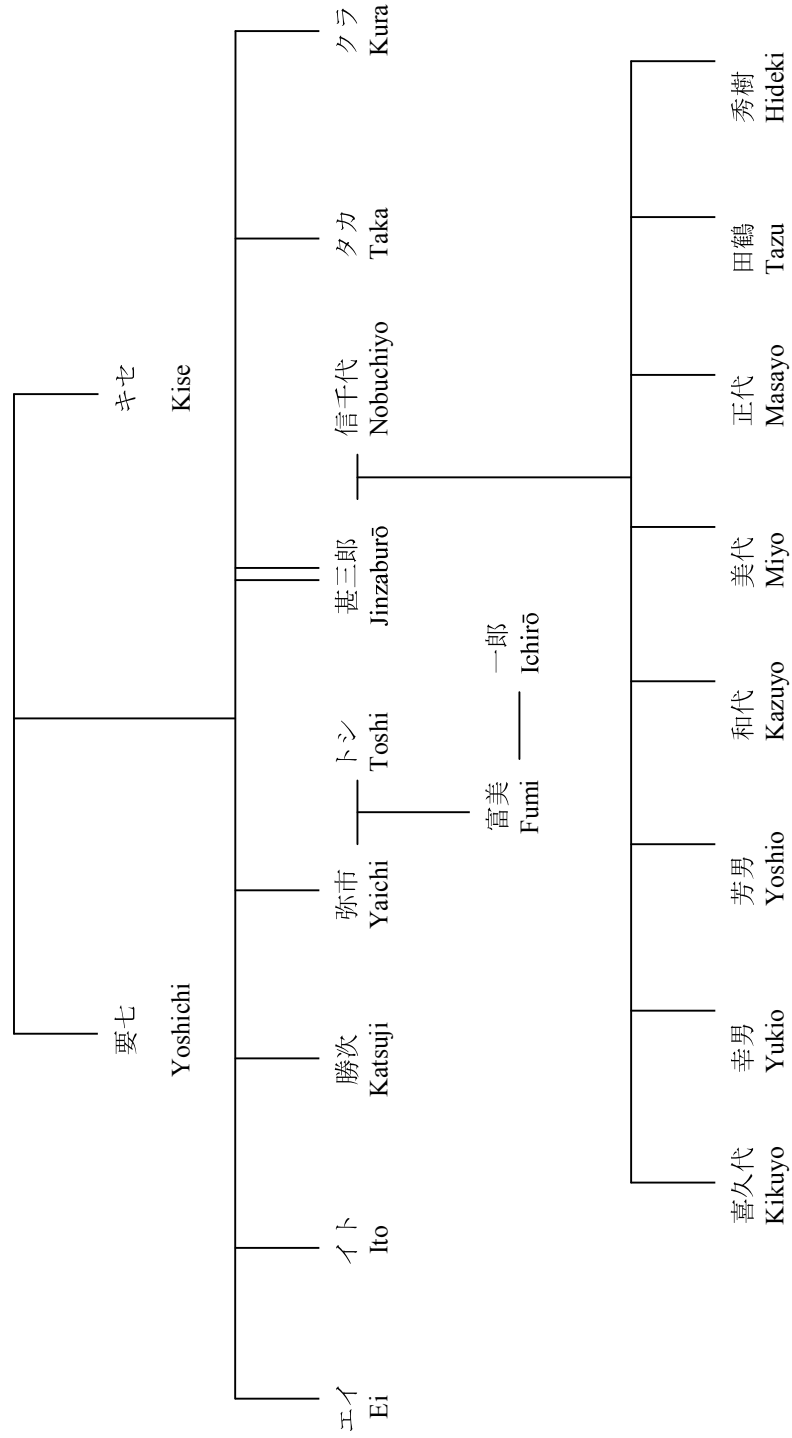 要七
Yoshichi
キセ
Kise
エイ
Ei
イト
Ito
勝次
Katsuji
弥市
Yaichi
トシ
Toshi
甚三郎
Jinzaburō
信千代
Nobuchiyo
タカ
Taka
クラ
Kura
富美
Fumi
一郎
Ichirō
喜久代
Kikuyo
幸男
Yukio
芳男
Yoshio
和代
Kazuyo
美代
Miyo
正代
Masayo
田鶴
Tazu
秀樹
Hideki